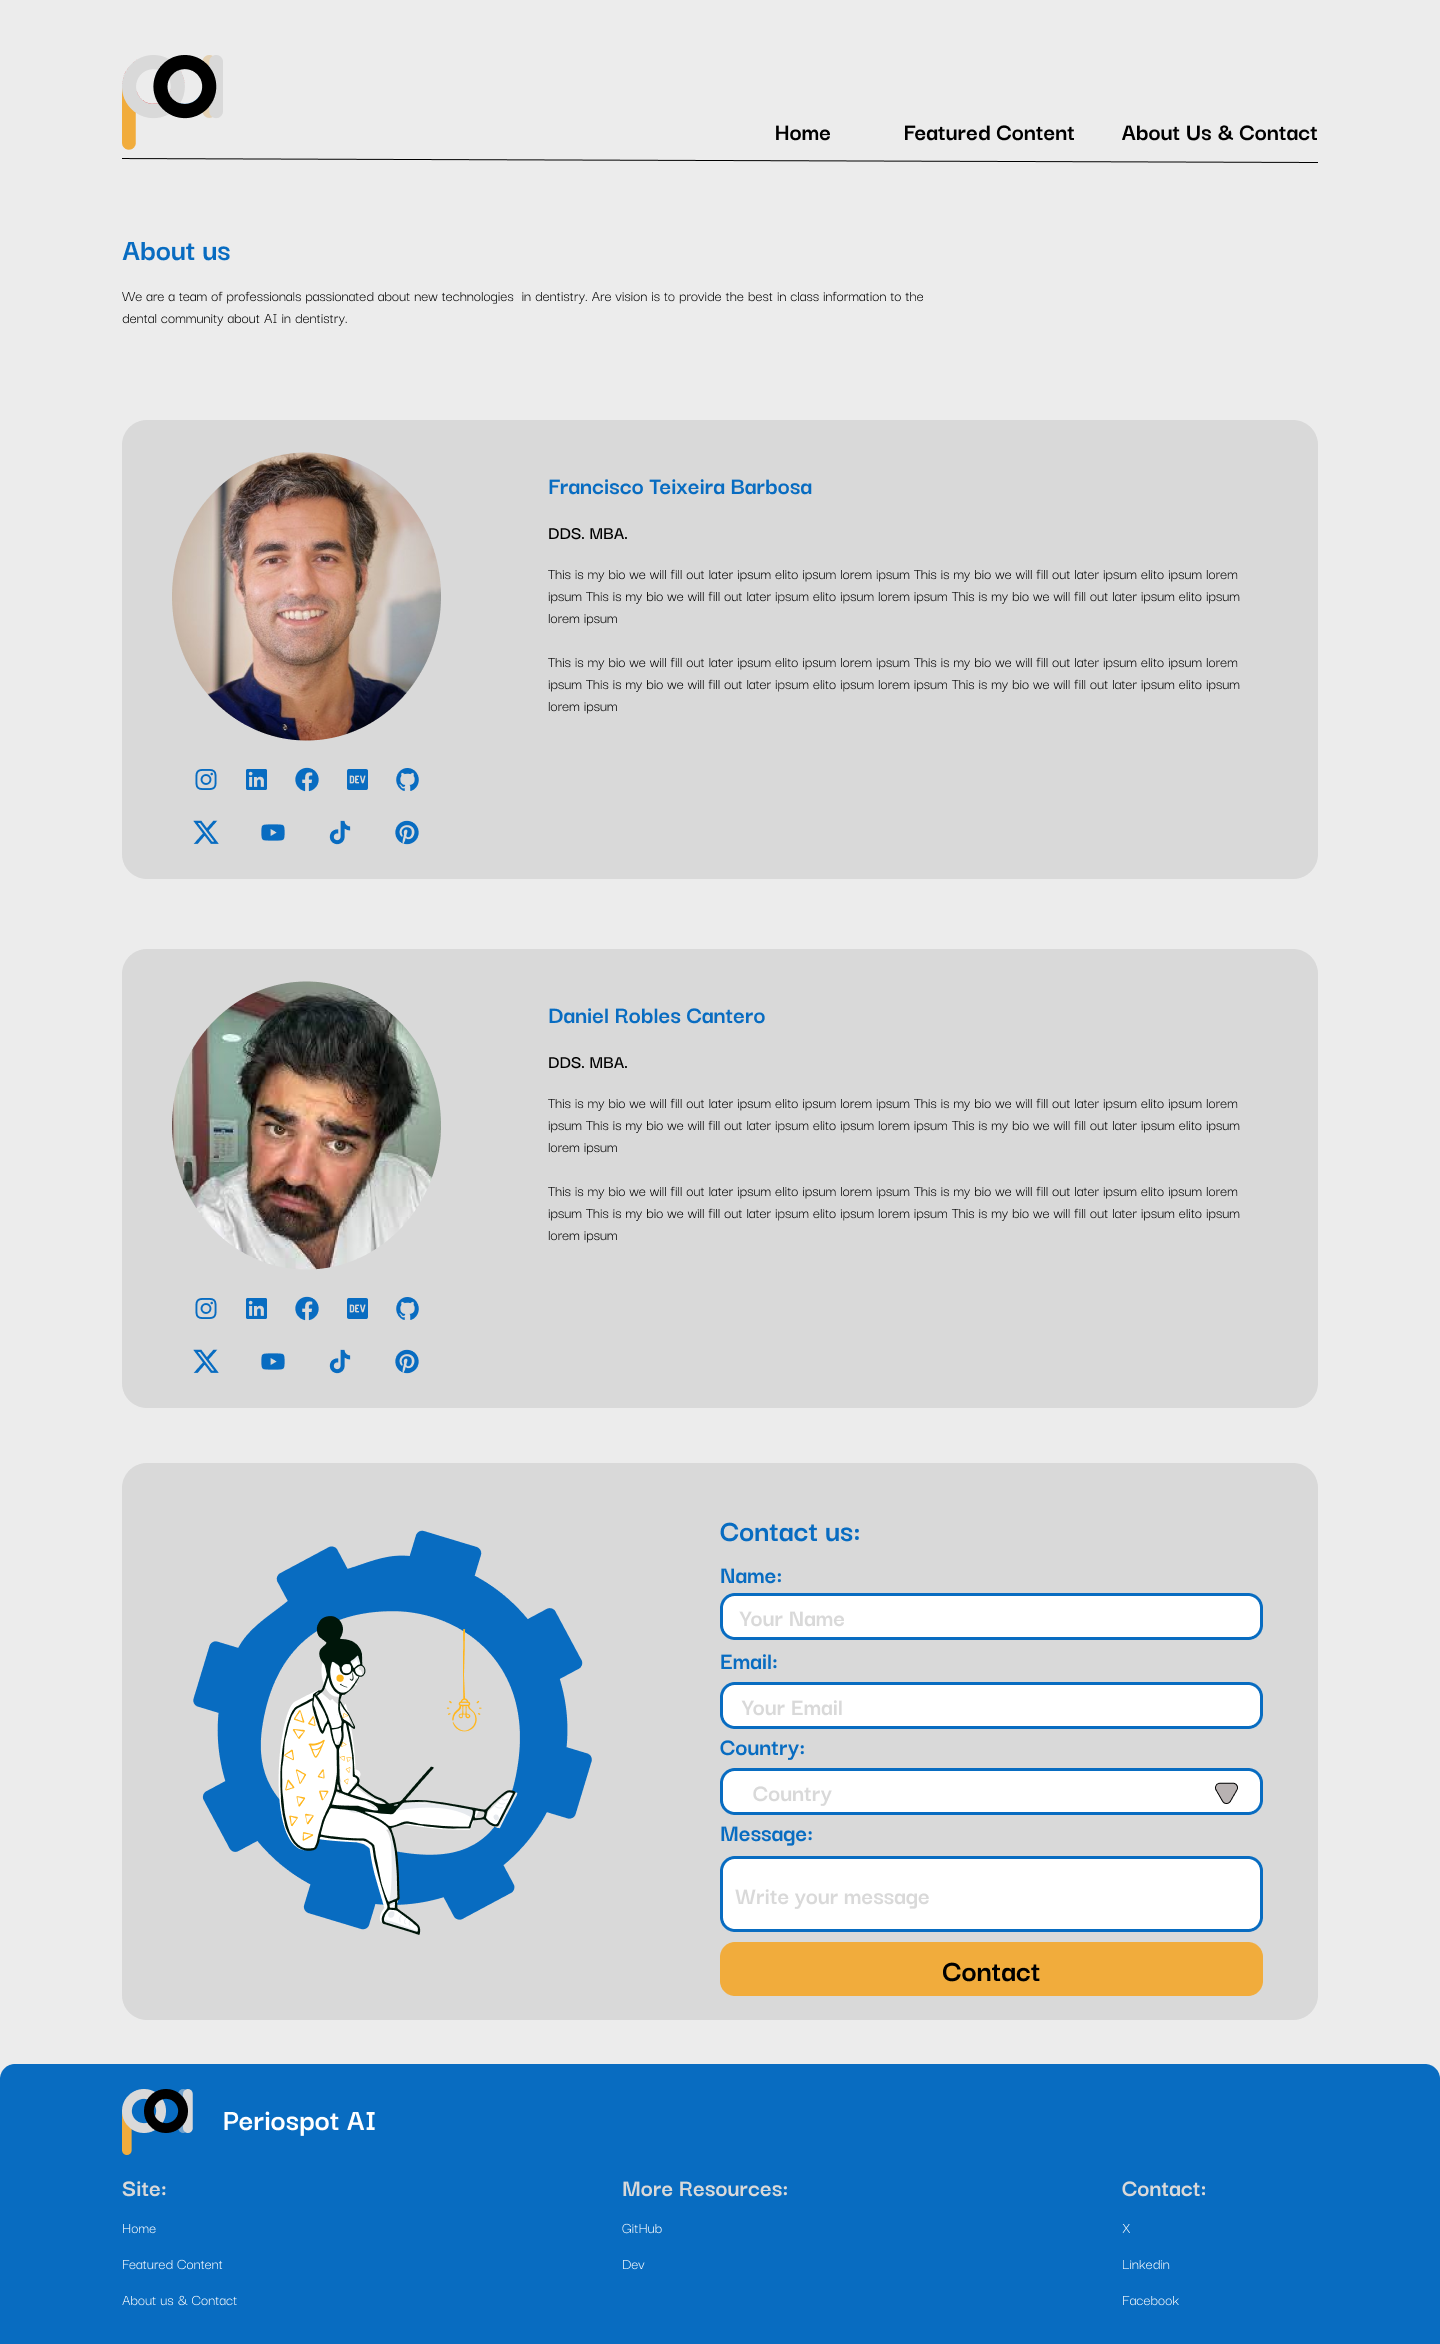 poa
Home Featured Content About Us & Contact
About us
We are a team of professionals passionated about new technologies  in dentistry. Are vision is to provide the best in class information to the
dental community about AI in dentistry.
Francisco Teixeira Barbosa
DDS. MBA.
This is my bio we will fill out later ipsum elito ipsum lorem ipsum This is my bio we will fill out later ipsum elito ipsum lorem
ipsum This is my bio we will fill out later ipsum elito ipsum lorem ipsum This is my bio we will fill out later ipsum elito ipsum
lorem ipsum
This is my bio we will fill out later ipsum elito ipsum lorem ipsum This is my bio we will fill out later ipsum elito ipsum lorem
ipsum This is my bio we will fill out later ipsum elito ipsum lorem ipsum This is my bio we will fill out later ipsum elito ipsum
lorem ipsum
DEV
Daniel Robles Cantero
DDS. MBA.
This is my bio we will fill out later ipsum elito ipsum lorem ipsum This is my bio we will fill out later ipsum elito ipsum lorem
ipsum This is my bio we will fill out later ipsum elito ipsum lorem ipsum This is my bio we will fill out later ipsum elito ipsum
lorem ipsum
This is my bio we will fill out later ipsum elito ipsum lorem ipsum This is my bio we will fill out later ipsum elito ipsum lorem
ipsum This is my bio we will fill out later ipsum elito ipsum lorem ipsum This is my bio we will fill out later ipsum elito ipsum
lorem ipsum
DEV
Contact us:
Name:
Your Name
Email:
Your Email
Country:
Country
Message:
Write your message
Contact
poa
Periospot AI
Site: More Resources: Contact:
Home GitHub X
Featured Content Dev Linkedin
About us & Contact Facebook